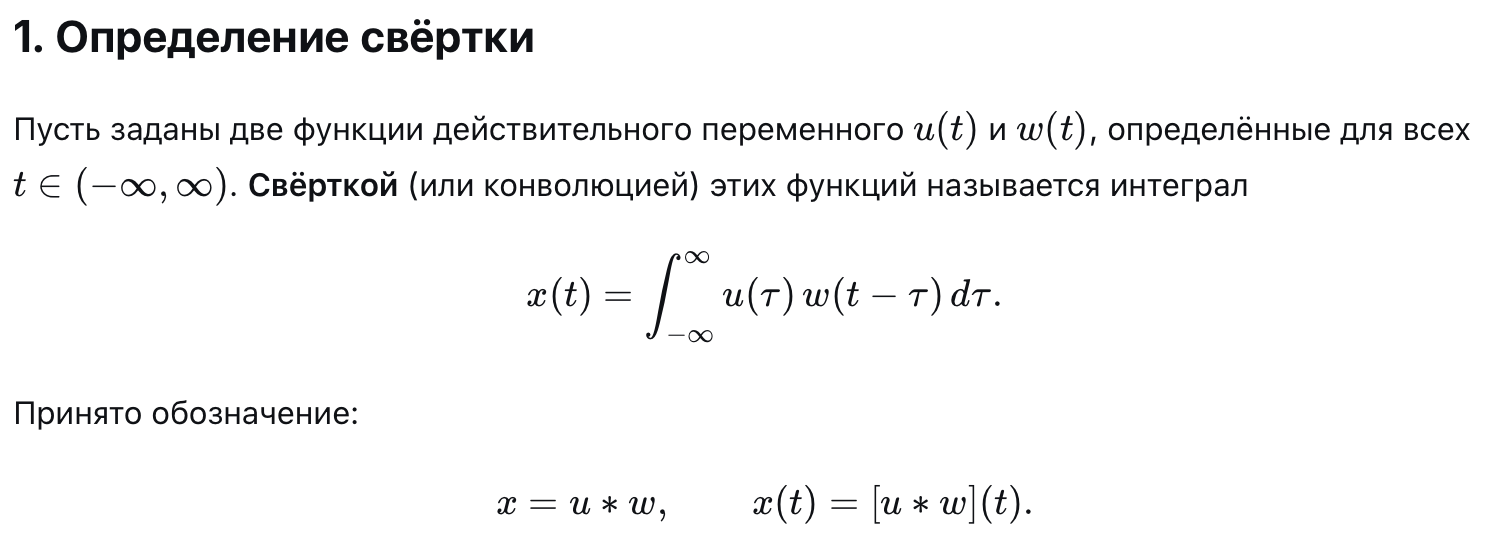 1. Определение свёртки
Пусть заданы две функции действительного переменного u(t) и w(t), определённые для всех
t ∈ (−∞, ∞). Свёрткой (или конволюцией) этих функций называется интеграл
x(t) = ∫_{−∞}^{∞} u(τ) w(t − τ) dτ.
Принято обозначение:
x = u ∗ w, x(t) = [u ∗ w](t).